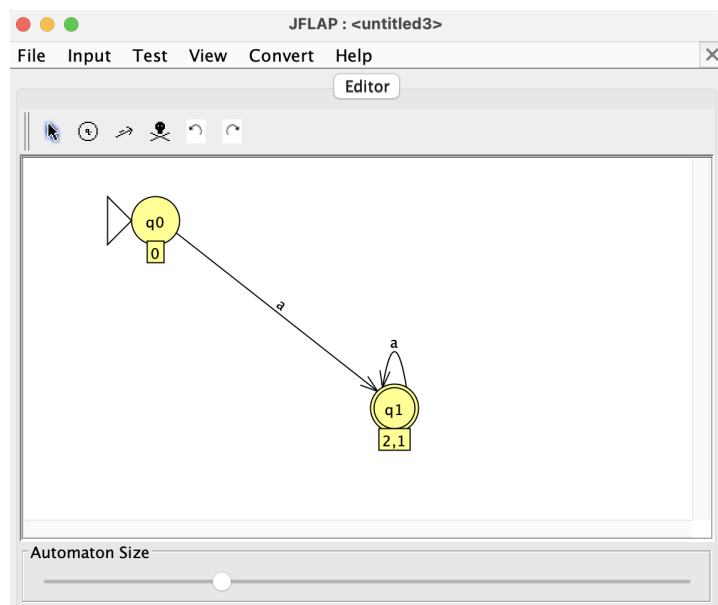 JFLAP : <untitled3>
File Input Test View Convert Help
Editor
q0
0
a
a
q1
2,1
Automaton Size